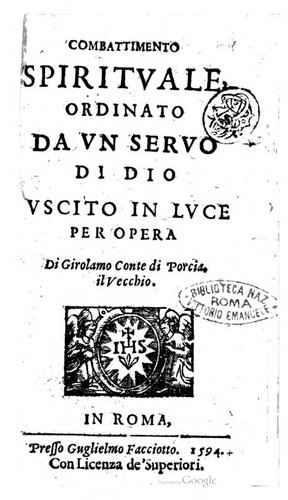 COMBATTIMENTO
SPIRITVALE,
ORDINATO
DA VN SERVO
DI DIO
VSCITO IN LVCE
PER OPERA
Di Girolamo Conte di Porcia,
il Vecchio.
BIBLIOTECA NAZ.
ROMA
VITTORIO EMANUELE
IHS
IN ROMA,
Presso Guglielmo Facciotto. 1594.
Con Licenza de' Superiori.
Google